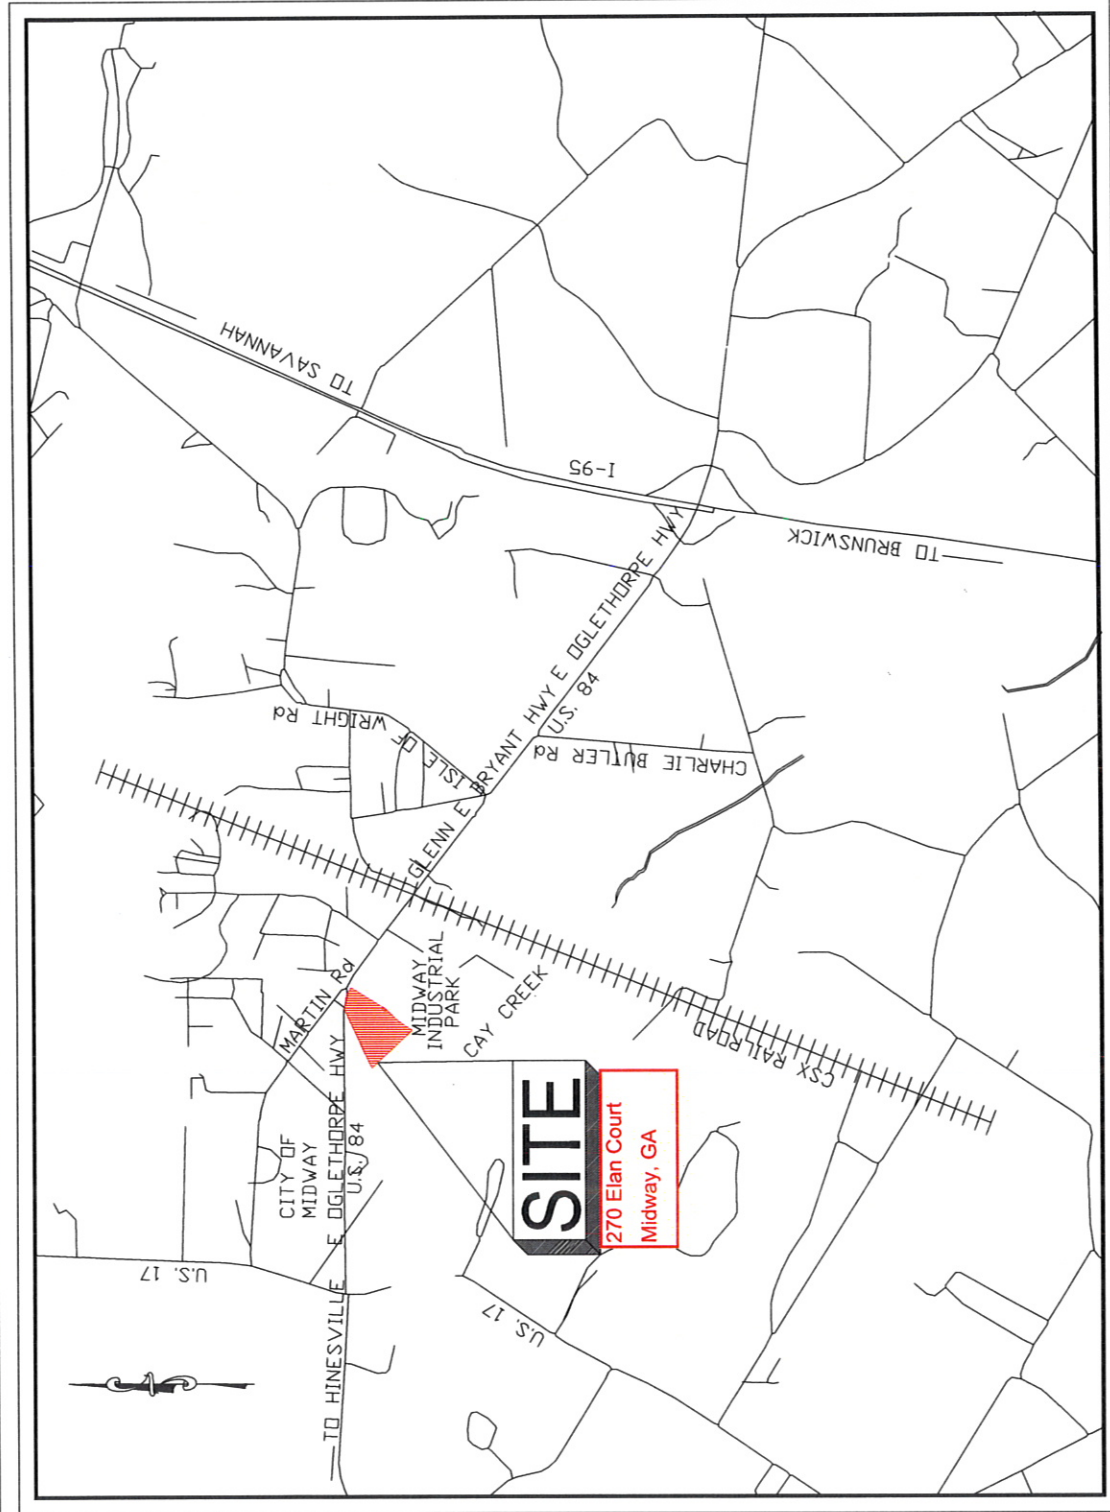 TO SAVANNAH
I-95
TO BRUNSWICK
ISLE OF WRIGHT Rd
GLENN E BRYANT HWY E OGLETHORPE HWY
U.S. 84
CHARLIE BUTLER Rd
MARTIN Rd
MIDWAY
INDUSTRIAL
PARK
CAY CREEK
CSX RAILROAD
CITY OF
MIDWAY
TO HINESVILLE E OGLETHORPE HWY E OGLETHORPE HWY
U.S. 84
U.S. 17
U.S. 17
SITE
270 Elan Court
Midway, GA